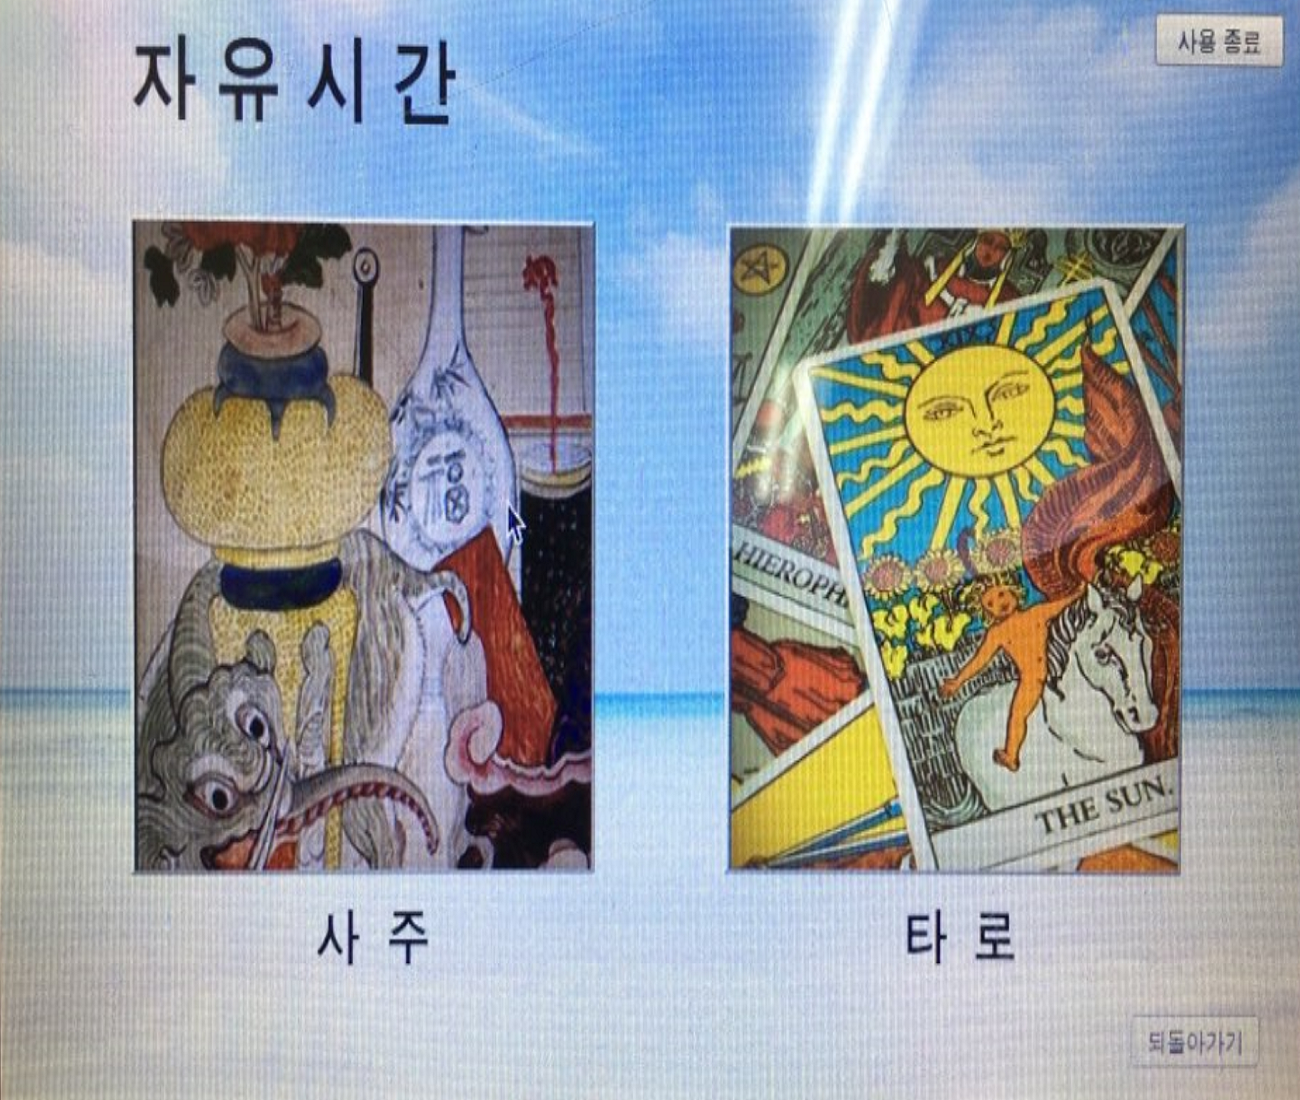 자유시간
사용 종료
福
HIEROPH
THE SUN.
사주
타로
되돌아가기